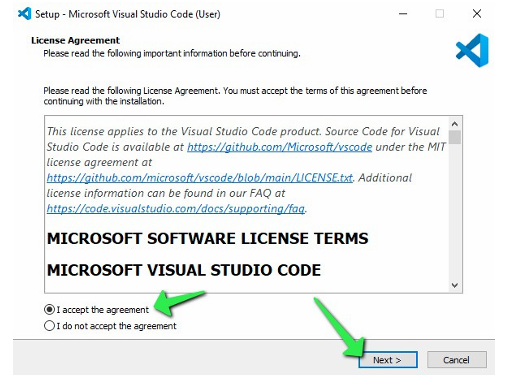 Setup - Microsoft Visual Studio Code (User)
License Agreement
Please read the following important information before continuing.
Please read the following License Agreement. You must accept the terms of this agreement before
continuing with the installation.
This license applies to the Visual Studio Code product. Source Code for Visual
Studio Code is available at https://github.com/Microsoft/vscode under the MIT
license agreement at
https://github.com/microsoft/vscode/blob/main/LICENSE.txt. Additional
license information can be found in our FAQ at
https://code.visualstudio.com/docs/supporting/faq.
MICROSOFT SOFTWARE LICENSE TERMS
MICROSOFT VISUAL STUDIO CODE
I accept the agreement
I do not accept the agreement
Next >
Cancel